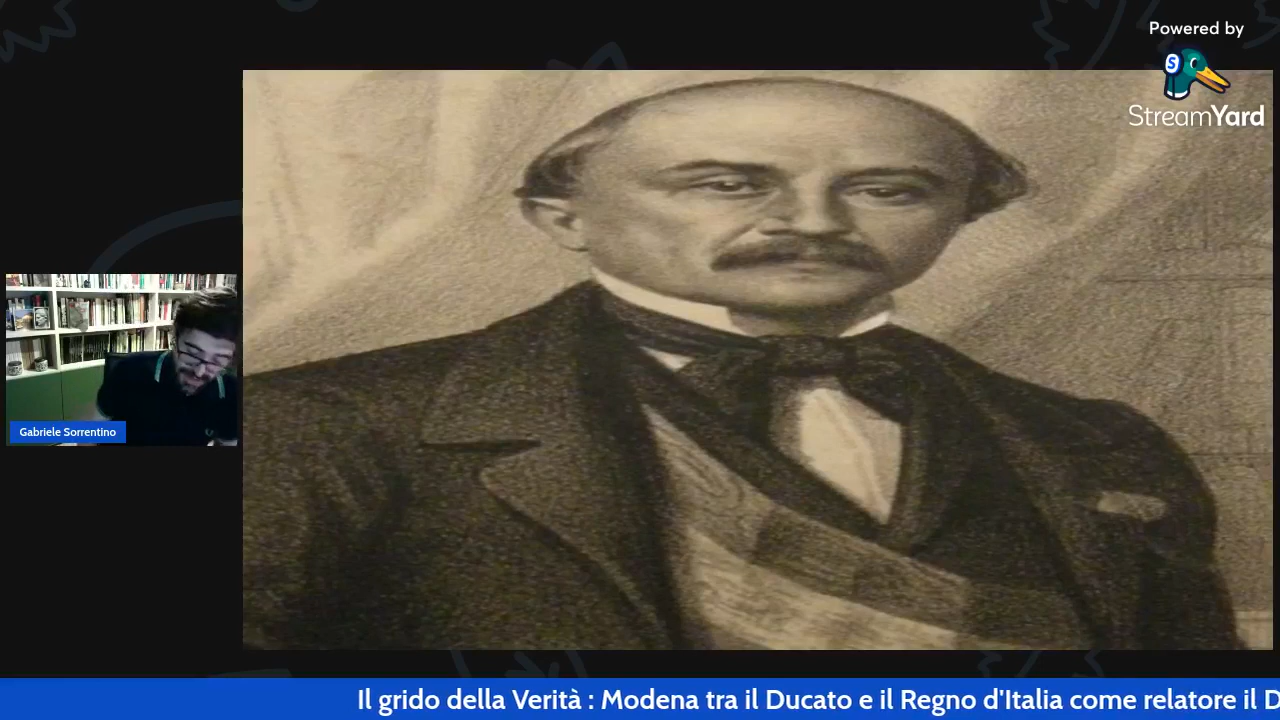 Powered by
StreamYard
Gabriele Sorrentino
Il grido della Verità : Modena tra il Ducato e il Regno d'Italia come relatore il D